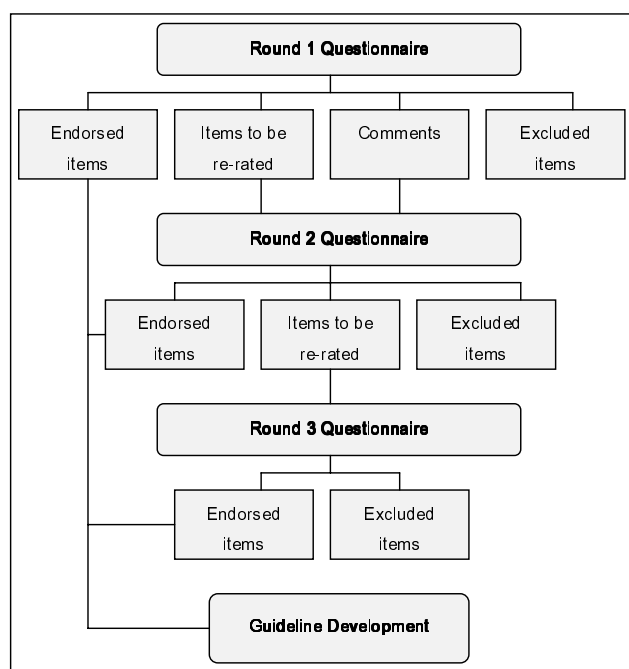 Round 1 Questionnaire
Endorsed
items
Items to be
re-rated
Comments
Excluded
items
Round 2 Questionnaire
Endorsed
items
Items to be
re-rated
Excluded
items
Round 3 Questionnaire
Endorsed
items
Excluded
items
Guideline Development